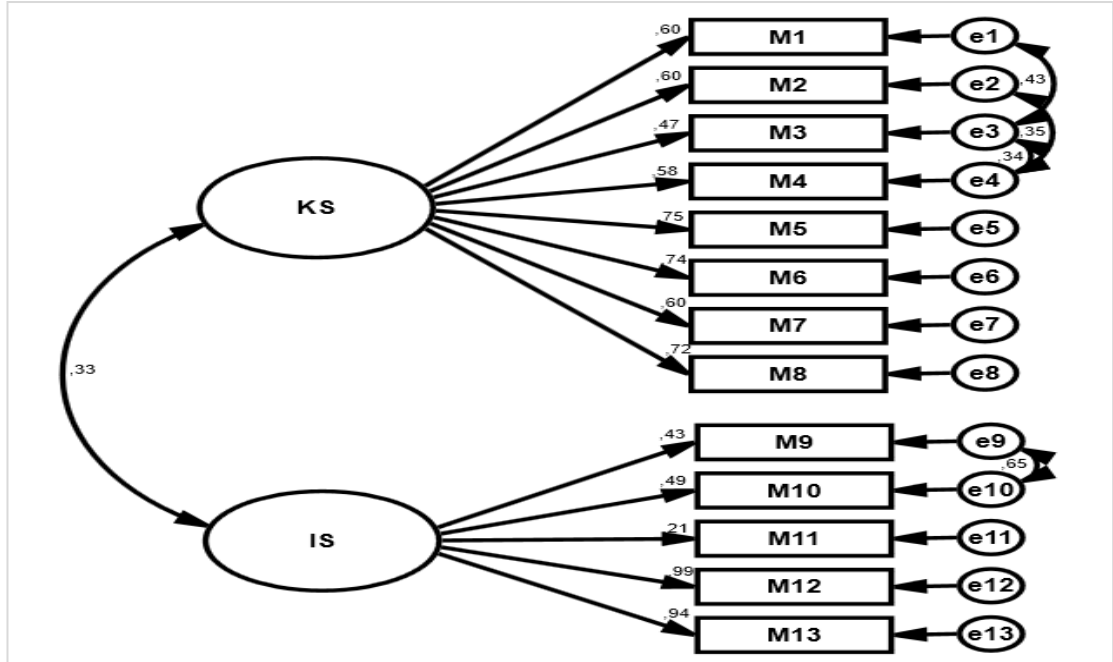 ,60 M1 e1
,60 M2 e2 ,43
,47 M3 e3 ,35
,34
,58 M4 e4
KS
,75 M5 e5
,74 M6 e6
,60 M7 e7
,72 M8 e8
,33
,43 M9 e9
,65
,49 M10 e10
,21 M11 e11
IS
,99 M12 e12
,94 M13 e13